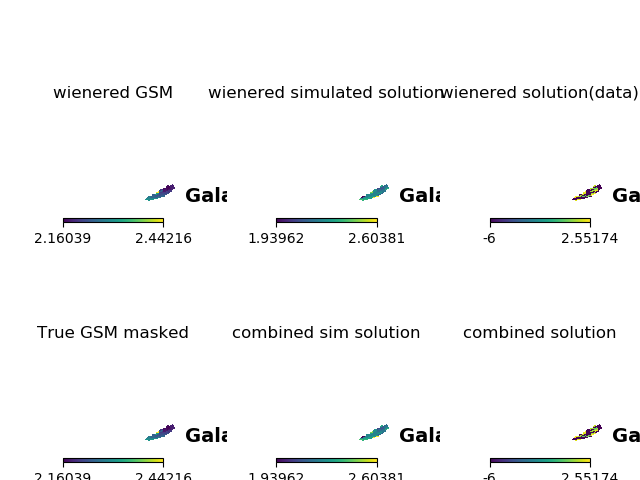 wienered GSM
wienered simulated solution
wienered solution(data)
Gala
Gala
Ga
2.16039 2.44216
1.93962 2.60381
-6 2.55174
True GSM masked
combined sim solution
combined solution
Gala
Gala
Ga
2.16039 2.44216
1.93962 2.60381
-6 2.55174